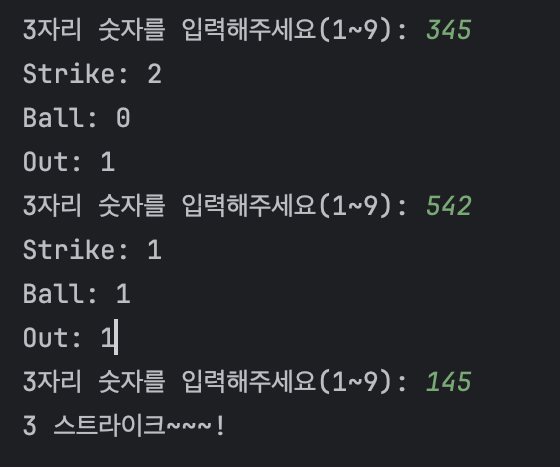 3자리 숫자를 입력해주세요(1~9): 345
Strike: 2
Ball: 0
Out: 1
3자리 숫자를 입력해주세요(1~9): 542
Strike: 1
Ball: 1
Out: 1
3자리 숫자를 입력해주세요(1~9): 145
3 스트라이크~~~!